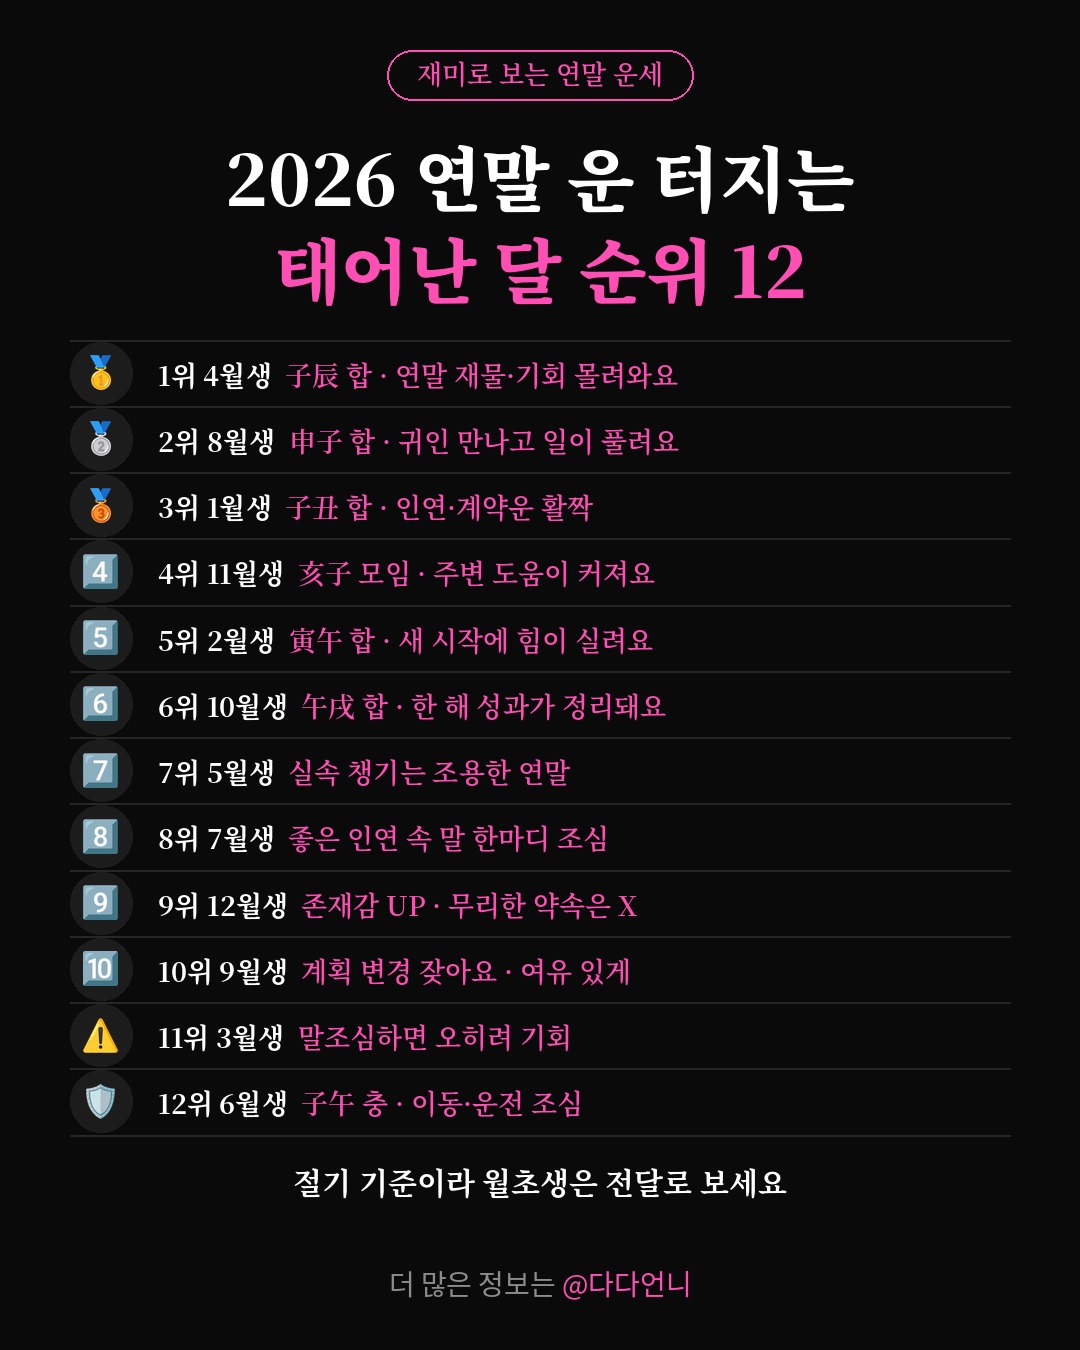 재미로 보는 연말 운세
2026 연말 운 터지는
태어난 달 순위 12
🥇 1위 4월생 子辰 합 · 연말 재물·기회 몰려와요
🥈 2위 8월생 申子 합 · 귀인 만나고 일이 풀려요
🥉 3위 1월생 子丑 합 · 인연·계약운 활짝
4️⃣ 4위 11월생 亥子 모임 · 주변 도움이 커져요
5️⃣ 5위 2월생 寅午 합 · 새 시작에 힘이 실려요
6️⃣ 6위 10월생 午戌 합 · 한 해 성과가 정리돼요
7️⃣ 7위 5월생 실속 챙기는 조용한 연말
8️⃣ 8위 7월생 좋은 인연 속 말 한마디 조심
9️⃣ 9위 12월생 존재감 UP · 무리한 약속은 X
🔟 10위 9월생 계획 변경 잦아요 · 여유 있게
⚠️ 11위 3월생 말조심하면 오히려 기회
🛡️ 12위 6월생 子午 충 · 이동·운전 조심
절기 기준이라 월초생은 전달로 보세요
더 많은 정보는 @다다언니